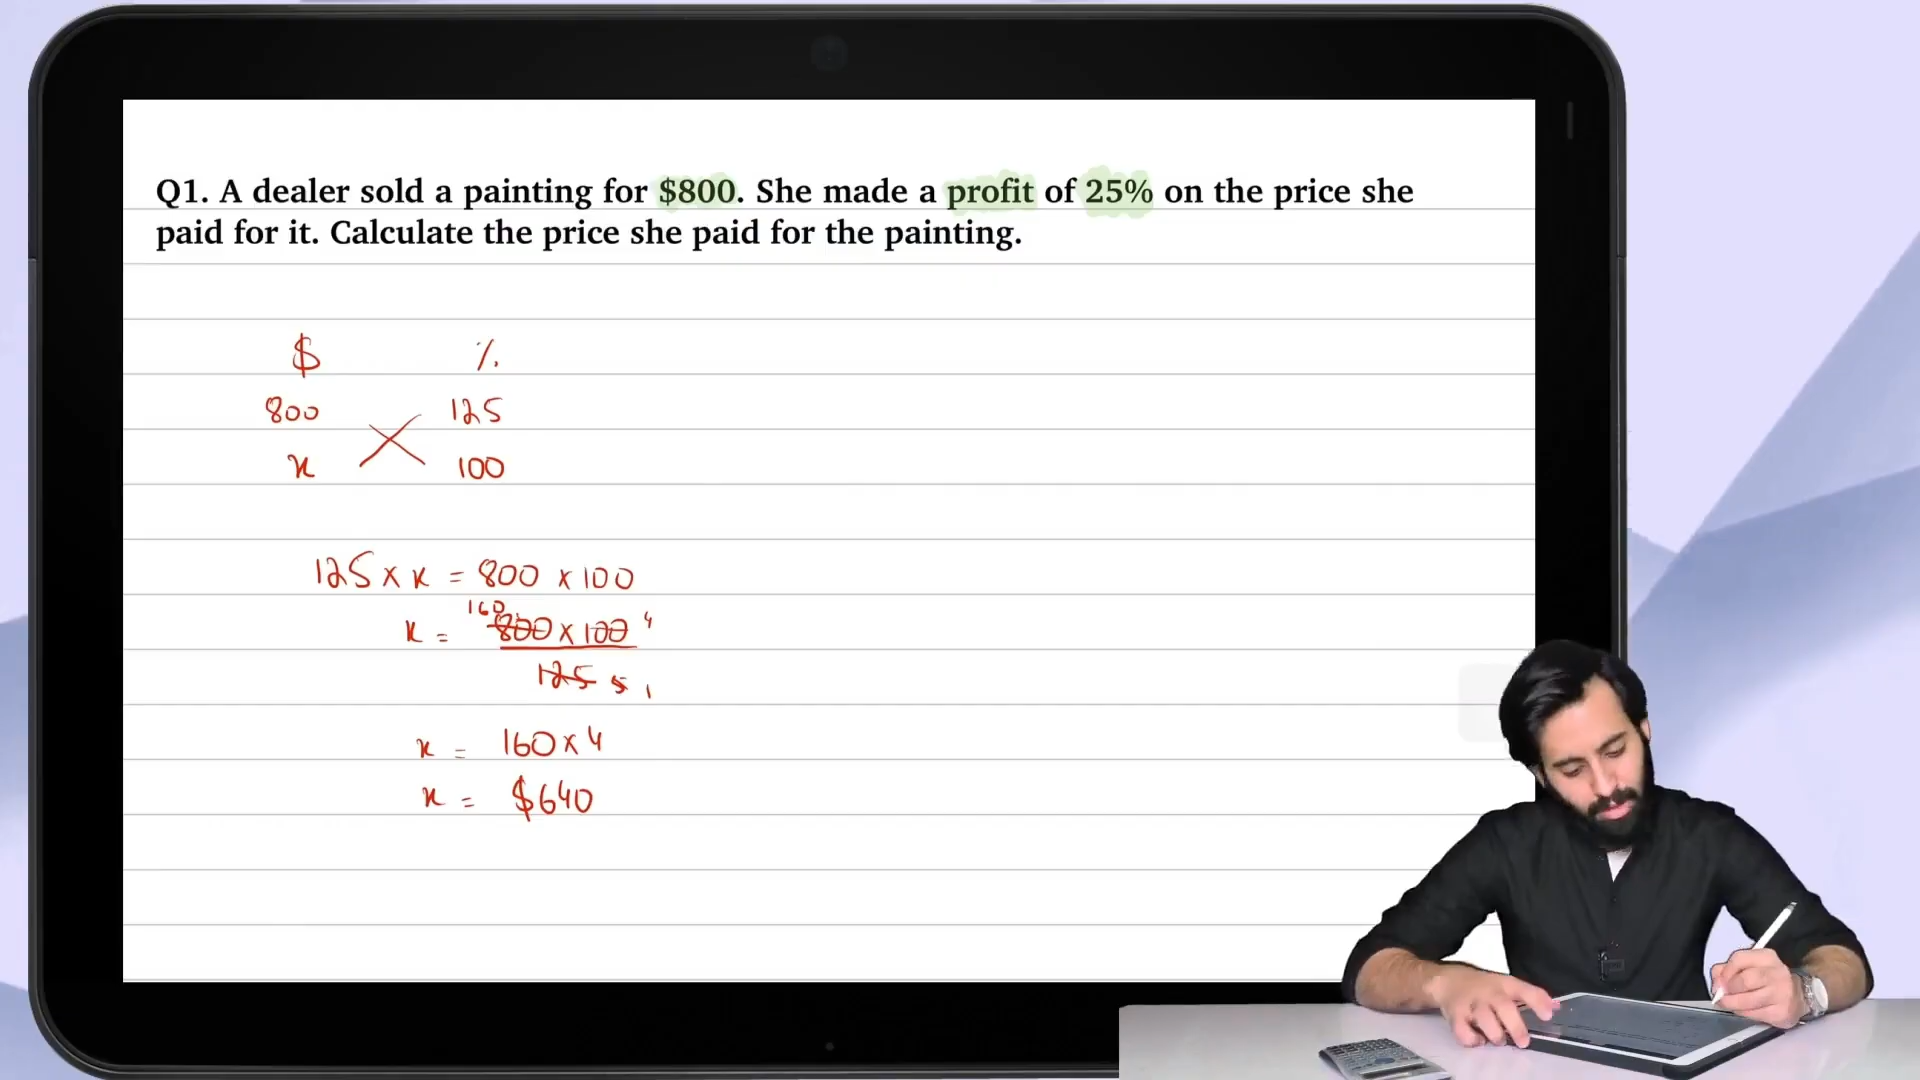 Q1. A dealer sold a painting for $800. She made a profit of 25% on the price she
paid for it. Calculate the price she paid for the painting.
$ %
800 125
x 100
125 x x = 800 x 100
160
x = 800 x 100 4
125 5 1
x = 160 x 4
x = $640